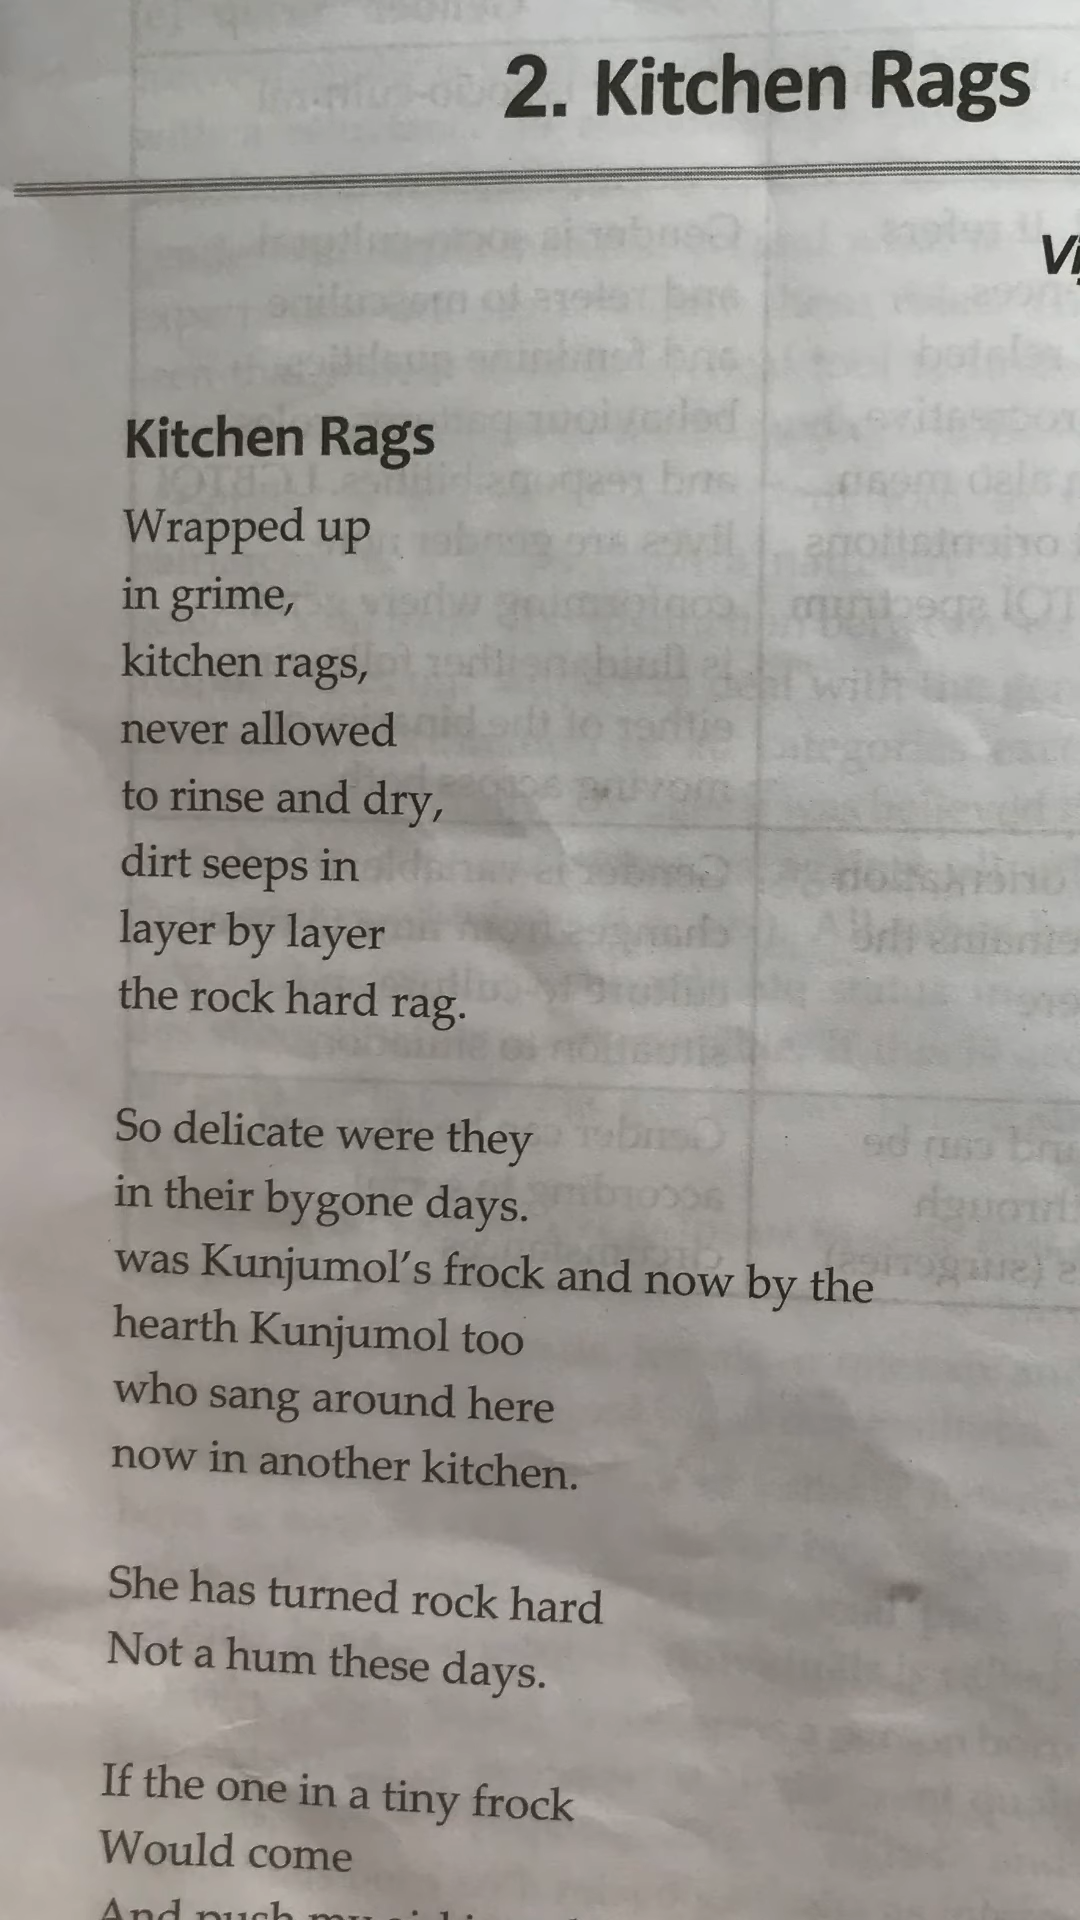 2. Kitchen Rags
Kitchen Rags
Wrapped up
in grime,
kitchen rags,
never allowed
to rinse and dry,
dirt seeps in
layer by layer
the rock hard rag.
So delicate were they
in their bygone days.
was Kunjumol's frock and now by the
hearth Kunjumol too
who sang around here
now in another kitchen.
She has turned rock hard
Not a hum these days.
If the one in a tiny frock
Would come
And push my